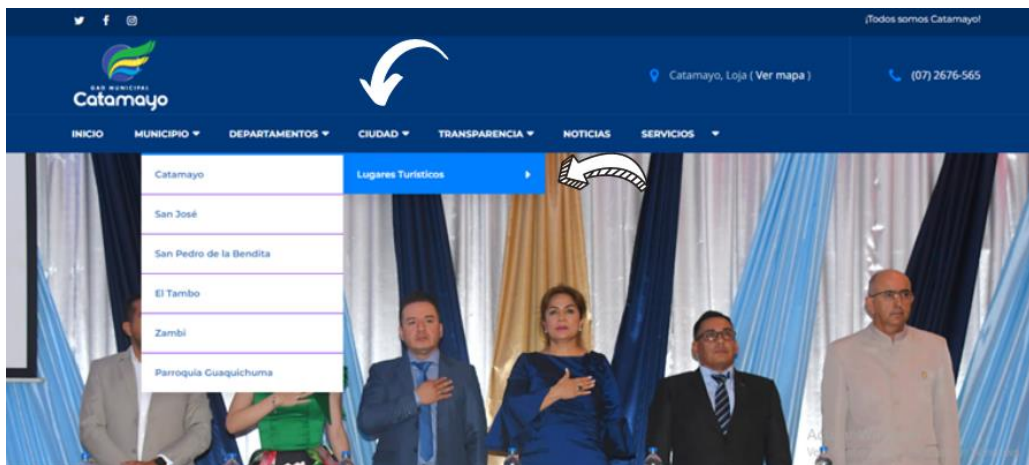 ¡Todos somos Catamayo!
GAD MUNICIPAL
Catamayo
Catamayo, Loja ( Ver mapa )
(07) 2676-565
INICIO MUNICIPIO DEPARTAMENTOS CIUDAD TRANSPARENCIA NOTICIAS SERVICIOS
Catamayo
Lugares Turísticos
San José
San Pedro de la Bendita
El Tambo
Zambi
Parroquia Guaquichuma